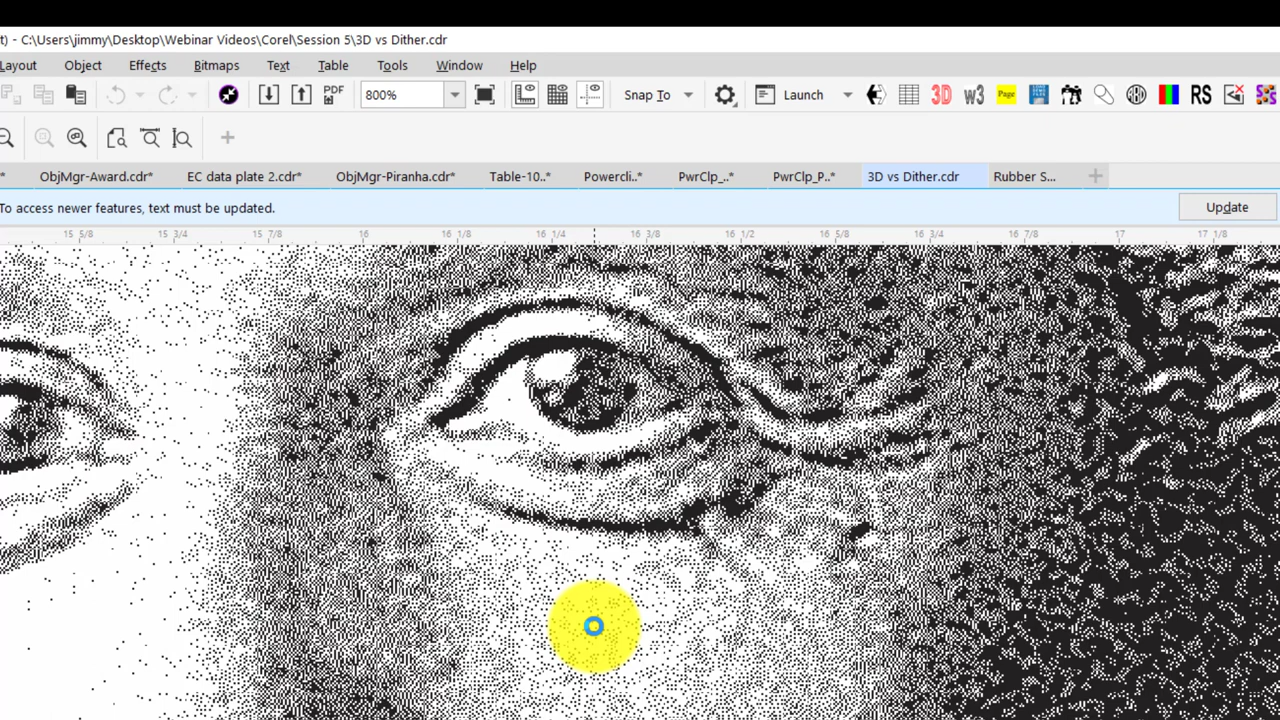 t) - C:\Users\jimmy\Desktop\Webinar Videos\Corel\Session 5\3D vs Dither.cdr
Layout Object Effects Bitmaps Text Table Tools Window Help
PDF 800% Snap To Launch 3D w3 Page RS
* ObjMgr-Award.cdr* EC data plate 2.cdr* ObjMgr-Piranha.cdr* Table-10..* Powercli..* PwrClp_..* PwrClp_P..* 3D vs Dither.cdr Rubber S...
To access newer features, text must be updated. Update
15 5/8 15 3/4 15 7/8 16 16 1/8 16 1/4 16 3/8 16 1/2 16 5/8 16 3/4 16 7/8 17 17 1/8